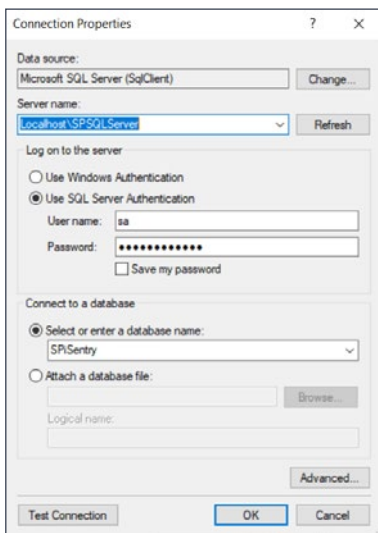 Connection Properties ? ×
Data source:
Microsoft SQL Server (SqlClient) Change...
Server name:
Localhost\SPSQLServer Refresh
Log on to the server
Use Windows Authentication
Use SQL Server Authentication
User name: sa
Password: ●●●●●●●●●●●●
Save my password
Connect to a database
Select or enter a database name:
SPiSentry
Attach a database file:
Browse...
Logical name:
Advanced...
Test Connection OK Cancel